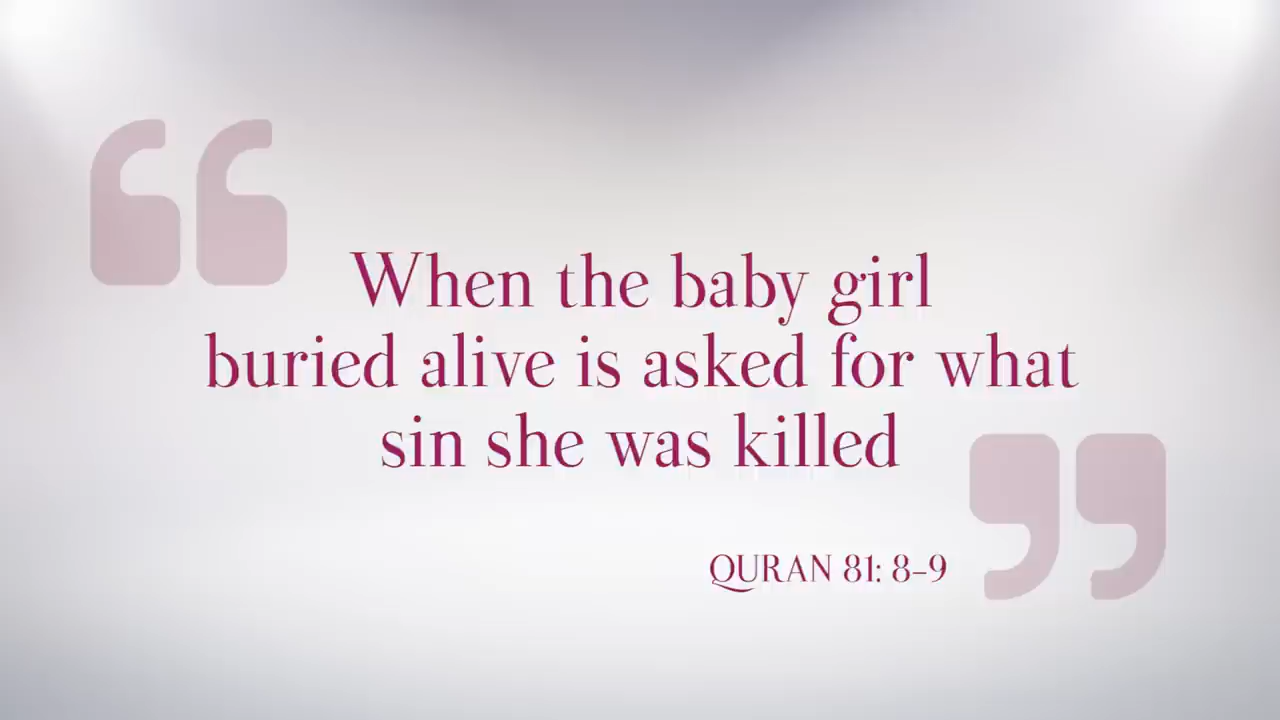 When the baby girl
buried alive is asked for what
sin she was killed
QURAN 81: 8-9